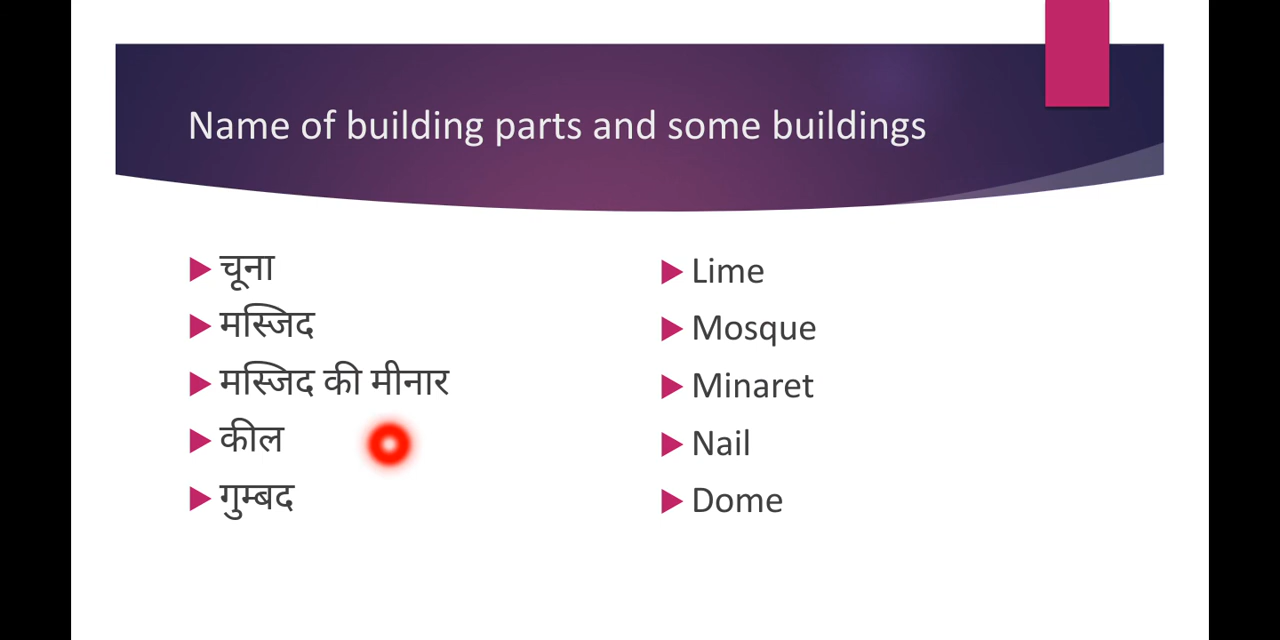 Name of building parts and some buildings
चूना
मस्जिद
मस्जिद की मीनार
कील
गुम्बद
Lime
Mosque
Minaret
Nail
Dome